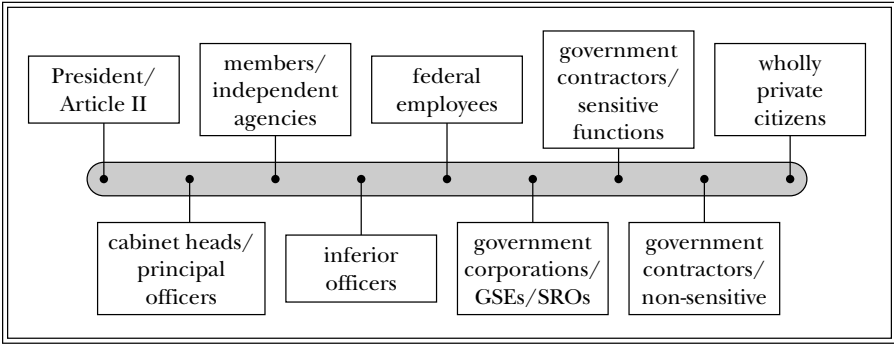 President/
Article II
members/
independent
agencies
federal
employees
government
contractors/
sensitive
functions
wholly
private
citizens
cabinet heads/
principal
officers
inferior
officers
government
corporations/
GSEs/SROs
government
contractors/
non-sensitive